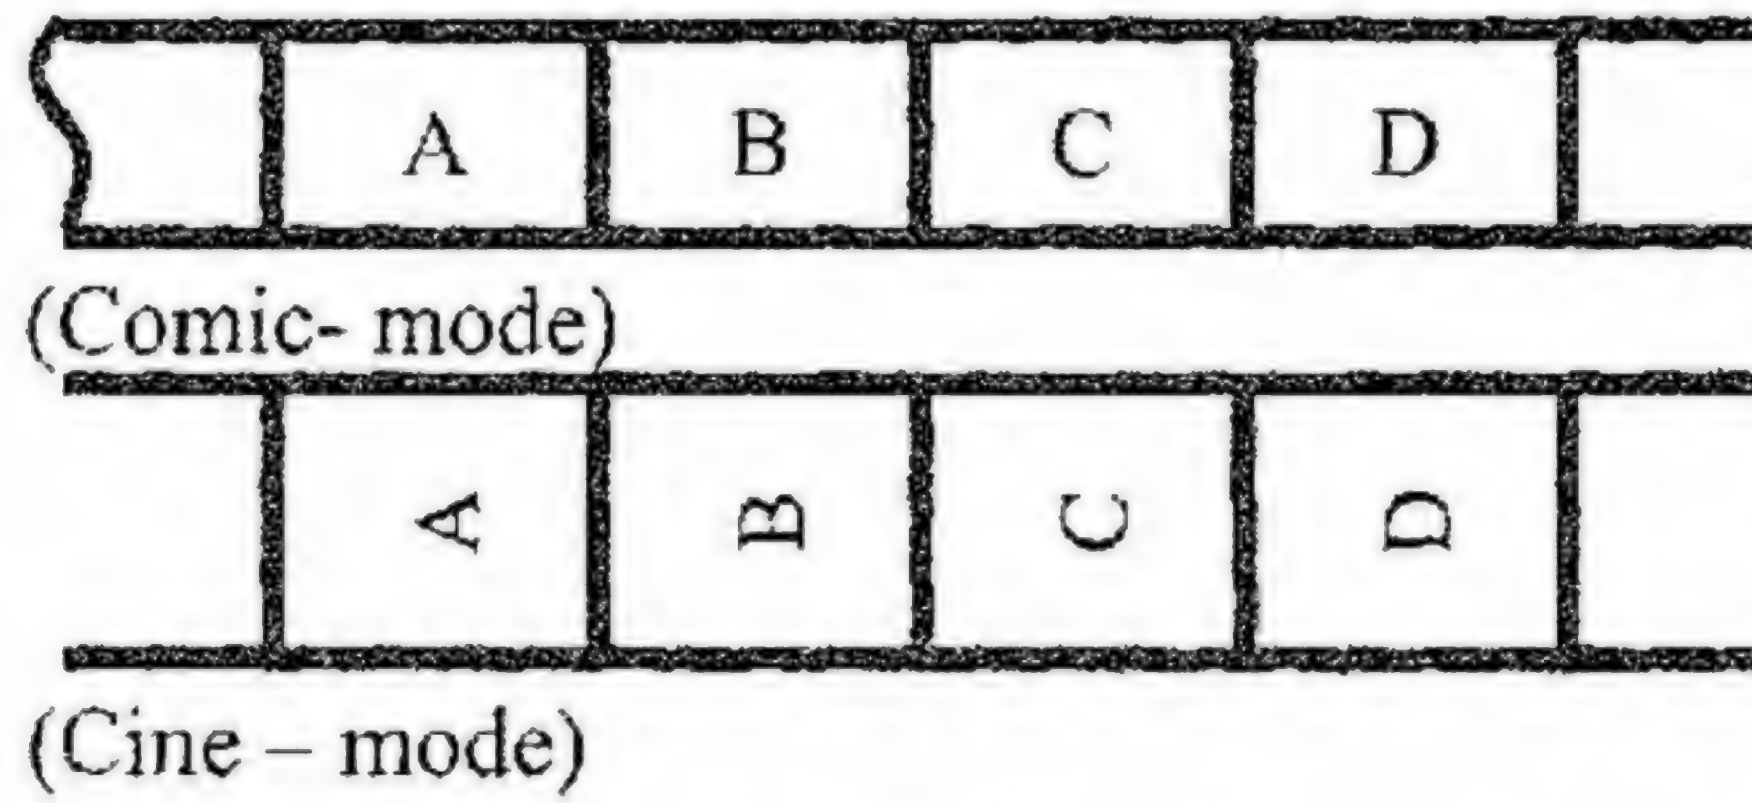 A B C D
(Comic- mode)
A B C D
(Cine – mode)